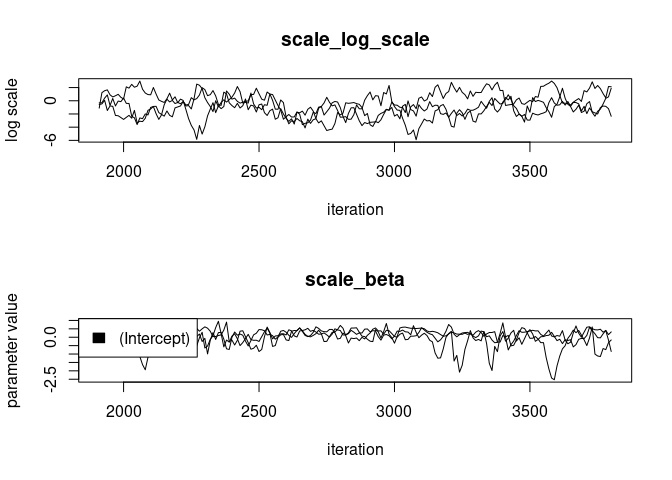 scale_log_scale
log scale
0
-6
2000 2500 3000 3500
iteration
scale_beta
parameter value
0.0
-2.5
(Intercept)
2000 2500 3000 3500
iteration